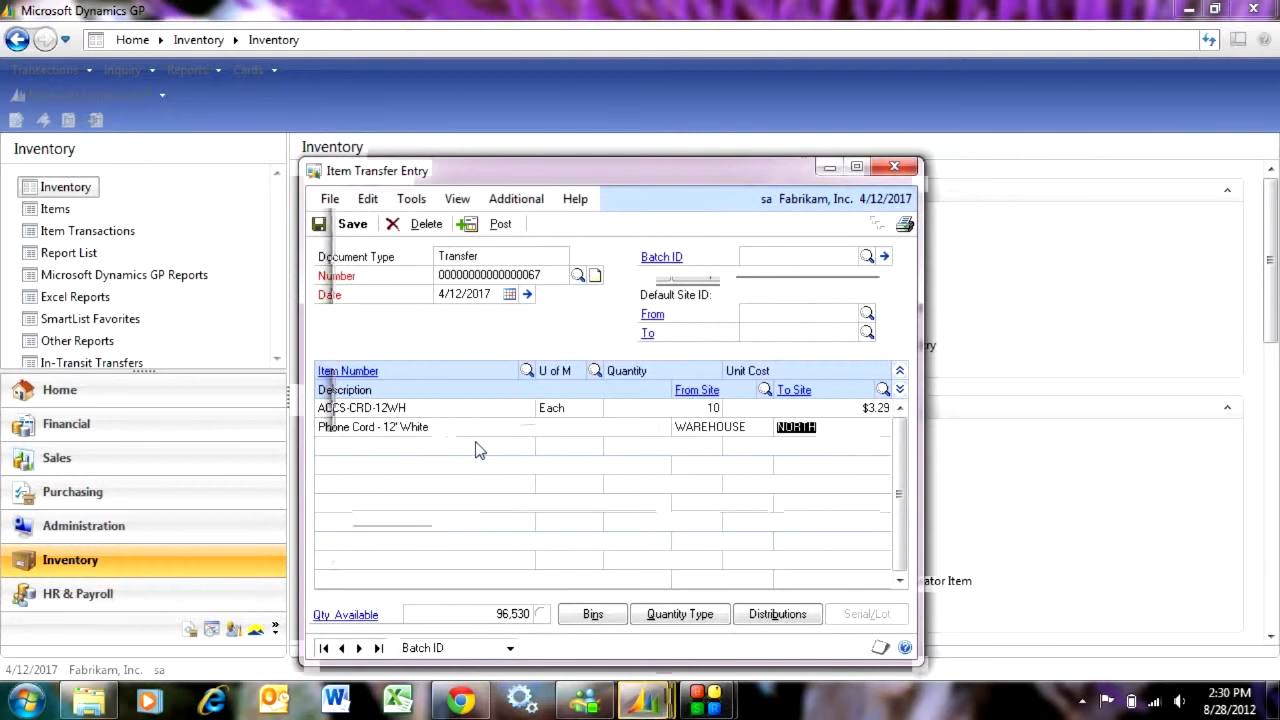 Microsoft Dynamics GP
Home Inventory Inventory
Transactions Inquiry Reports Cards
Inventory
Inventory
Items
Item Transactions
Report List
Microsoft Dynamics GP Reports
Excel Reports
SmartList Favorites
Other Reports
In-Transit Transfers
Home
Financial
Sales
Purchasing
Administration
Inventory
HR & Payroll
4/12/2017 Fabrikam, Inc. sa
Inventory
Item Transfer Entry
File Edit Tools View Additional Help sa Fabrikam, Inc. 4/12/2017
Save Delete Post
Document Type Transfer Batch ID
Number 00000000000000067
Date 4/12/2017 Default Site ID:
From
To
Item Number U of M Quantity Unit Cost
Description From Site To Site
ACCS-CRD-12WH Each 10 $3.29
Phone Cord - 12' White WAREHOUSE NORTH
Qty Available 96,530 Bins Quantity Type Distributions Serial/Lot
Batch ID
ator Item
2:30 PM
8/28/2012